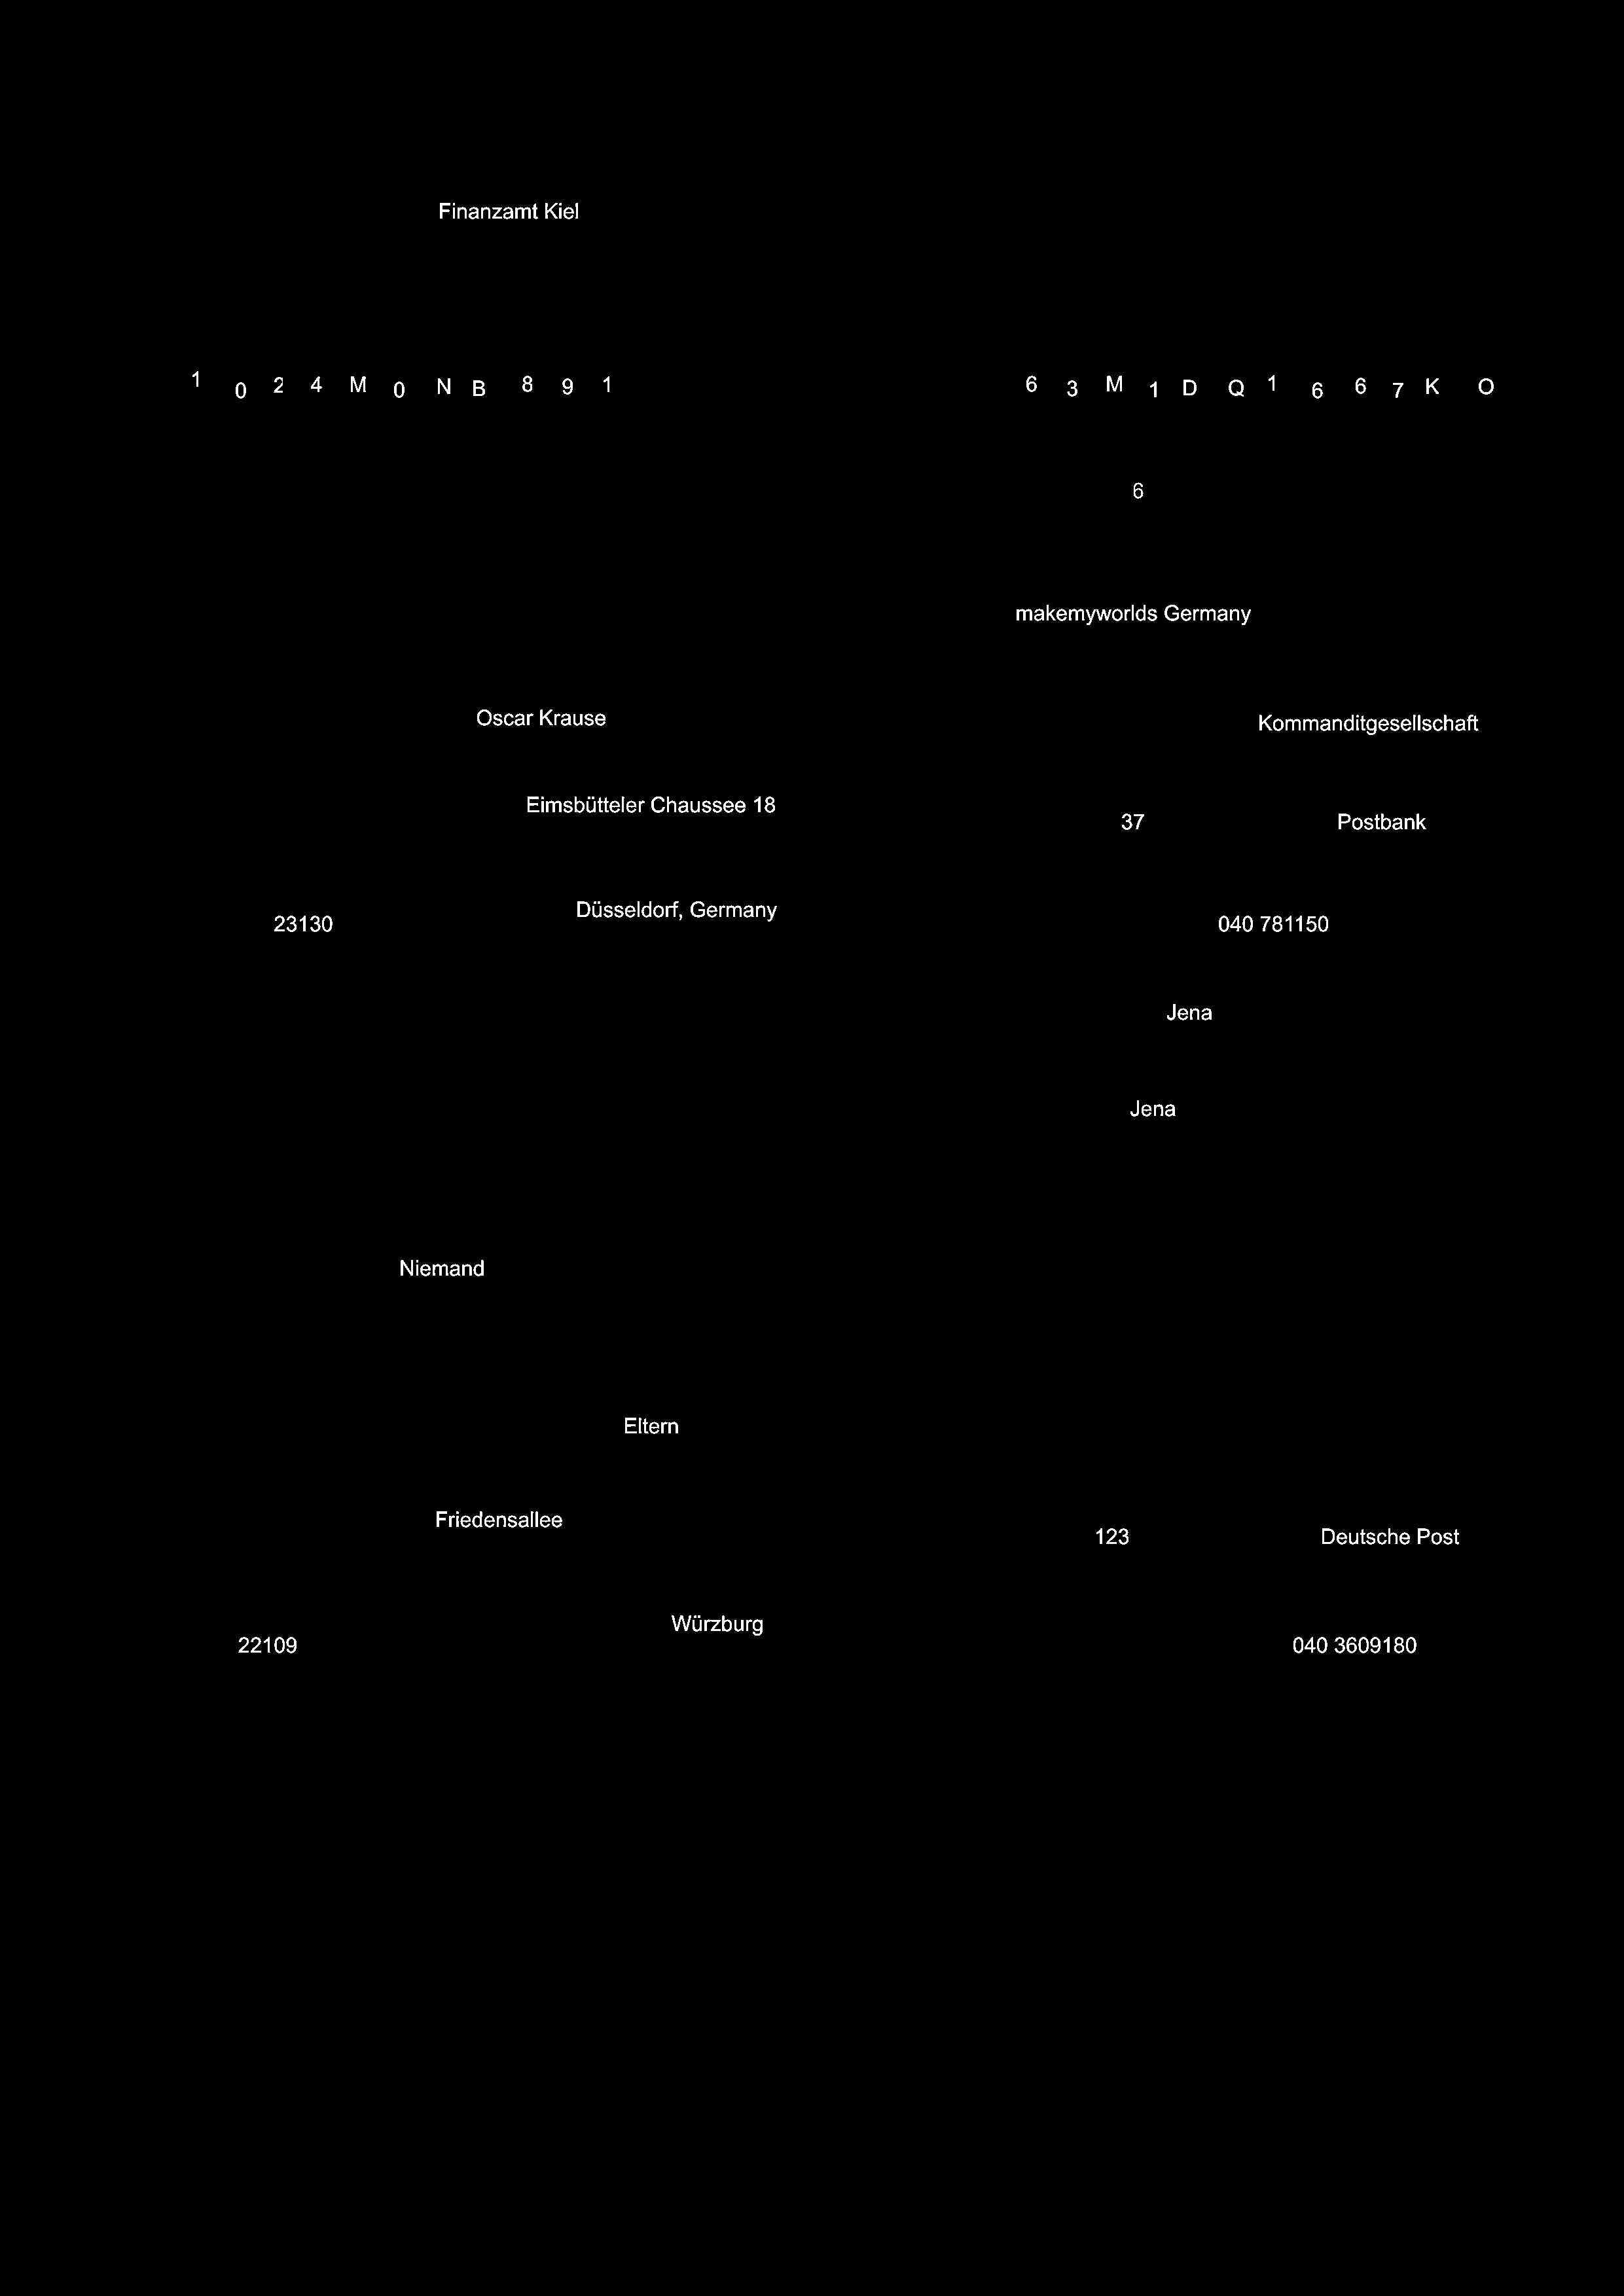 Finanzamt Kiel
1 0 2 4 M 0 N B 8 9 1 6 3 M 1 D Q 1 6 6 7 K O
6
makemyworlds Germany
Oscar Krause Kommanditgesellschaft
Eimsbütteler Chaussee 18 37 Postbank
23130 Düsseldorf, Germany 040 781150
Jena
Jena
Niemand
Eltern
Friedensallee 123 Deutsche Post
22109 Würzburg 040 3609180